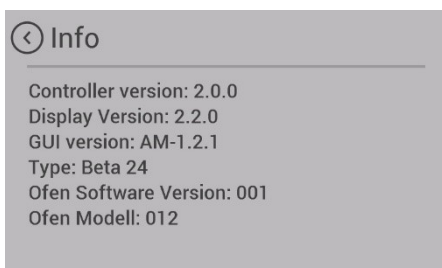 Info
Controller version: 2.0.0
Display Version: 2.2.0
GUI version: AM-1.2.1
Type: Beta 24
Ofen Software Version: 001
Ofen Modell: 012